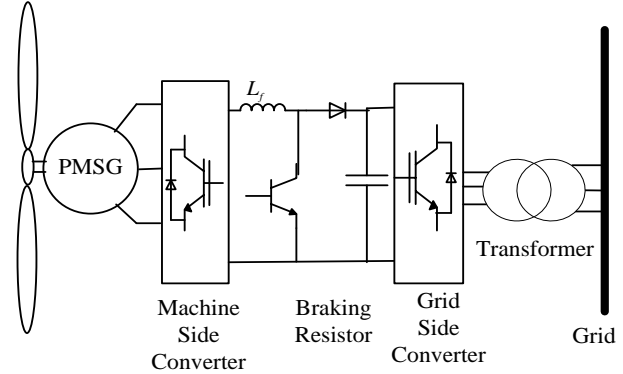 L_f
PMSG
Transformer
Machine
Side
Converter
Braking
Resistor
Grid
Side
Converter
Grid